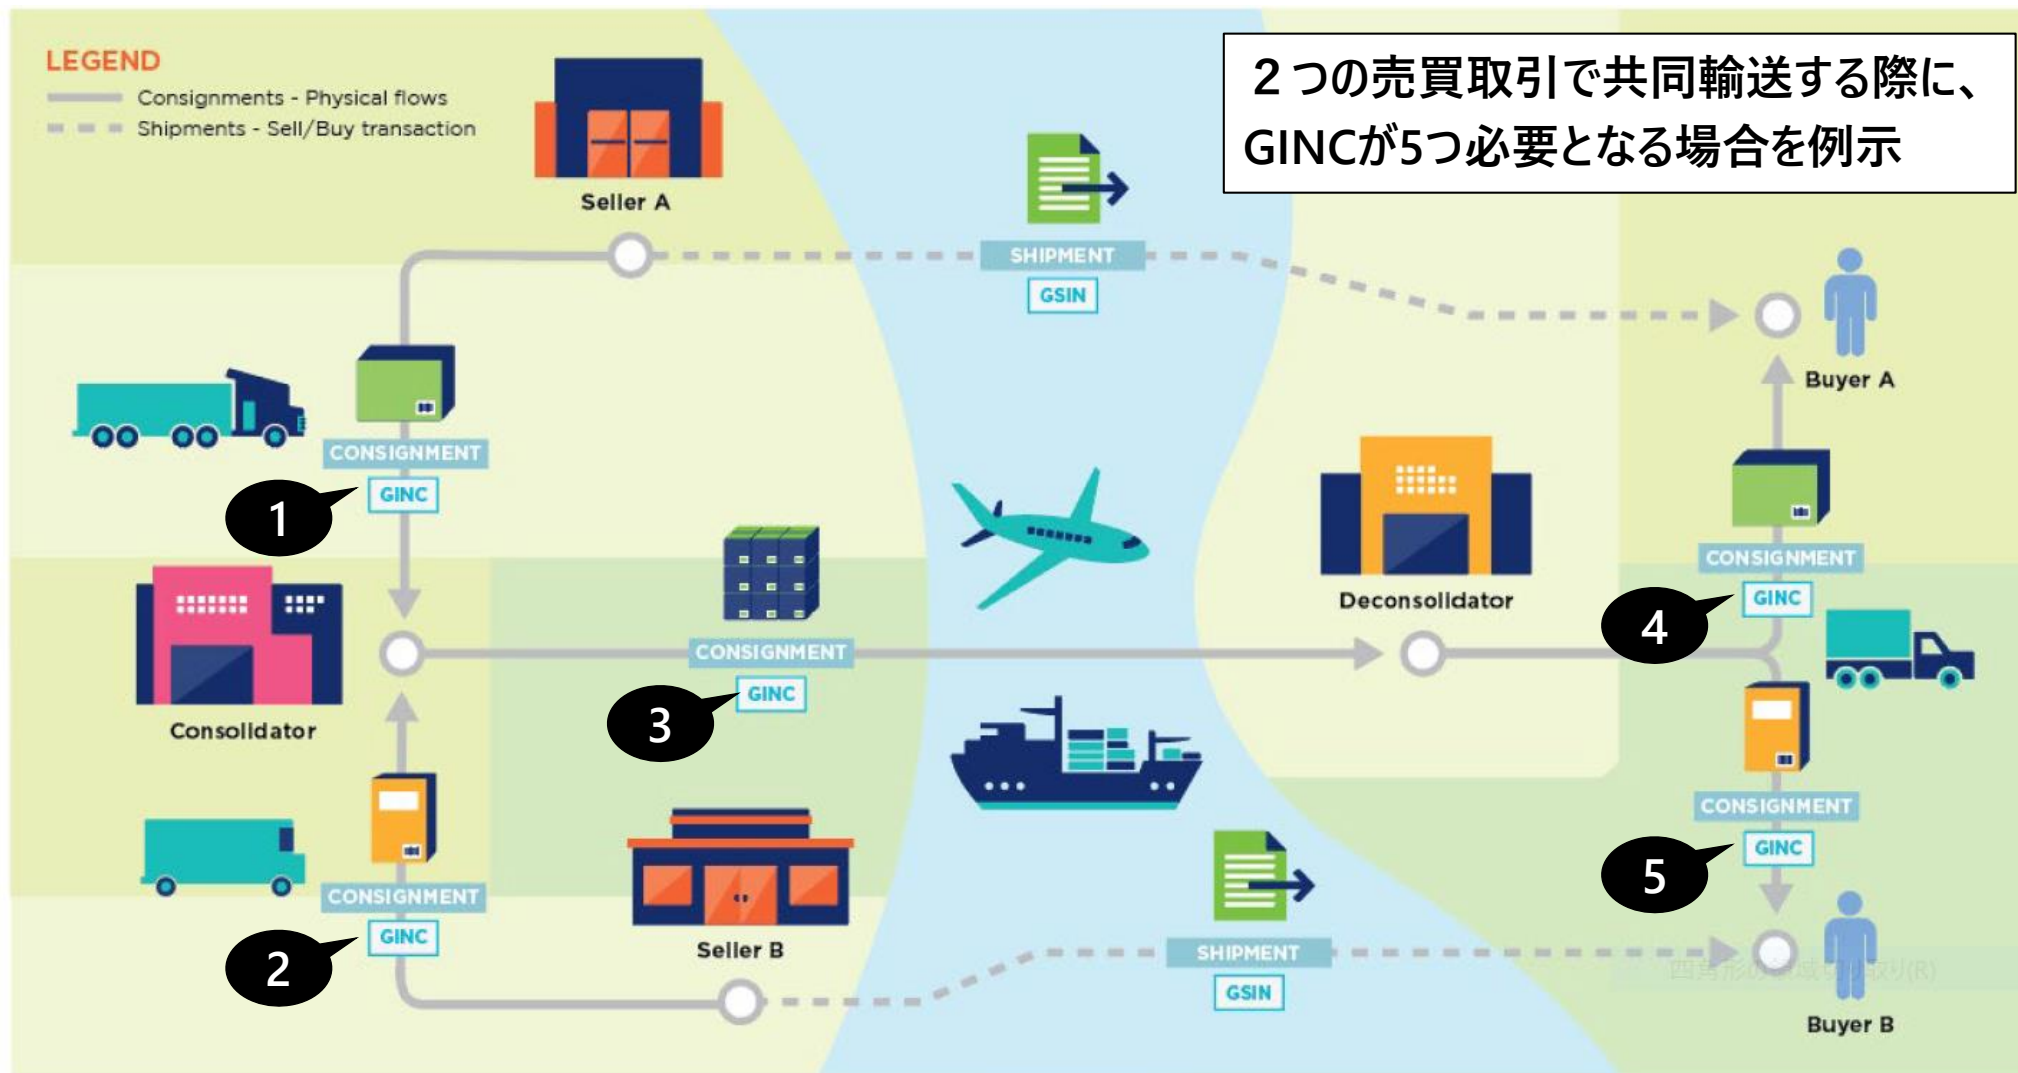 LEGEND
Consignments - Physical flows
Shipments - Sell/Buy transaction
２つの売買取引で共同輸送する際に、
GINCが5つ必要となる場合を例示
Seller A
SHIPMENT
GSIN
Buyer A
CONSIGNMENT
GINC
1
Consolidator
CONSIGNMENT
GINC
3
Deconsolidator
CONSIGNMENT
GINC
4
CONSIGNMENT
GINC
2
Seller B
SHIPMENT
GSIN
CONSIGNMENT
GINC
5
Buyer B